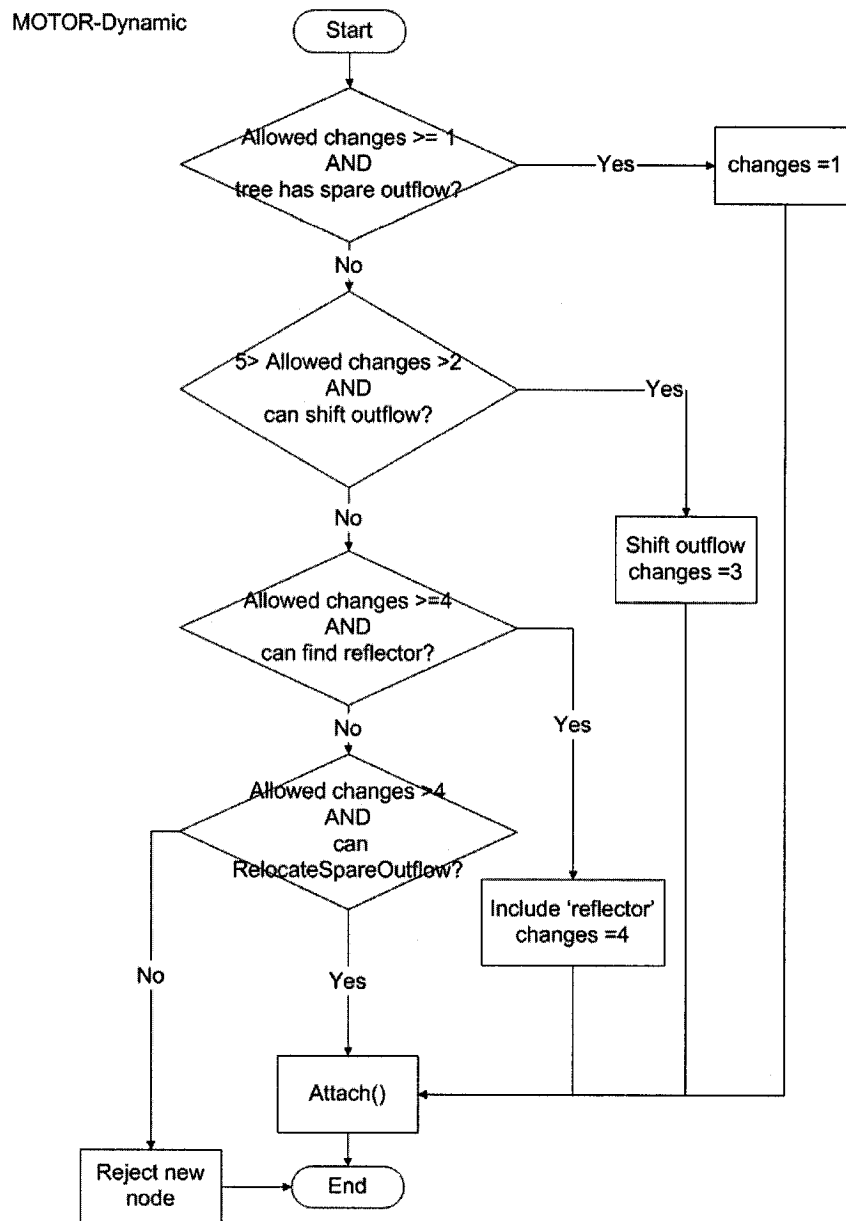 MOTOR-Dynamic
Start
Allowed changes >= 1
AND
tree has spare outflow?
Yes
changes =1
No
5> Allowed changes >2
AND
can shift outflow?
Yes
No
Shift outflow
changes =3
Allowed changes >=4
AND
can find reflector?
Yes
No
Allowed changes >4
AND
can
RelocateSpareOutflow?
Include ‘reflector’
changes =4
No
Yes
Attach()
Reject new
node
End